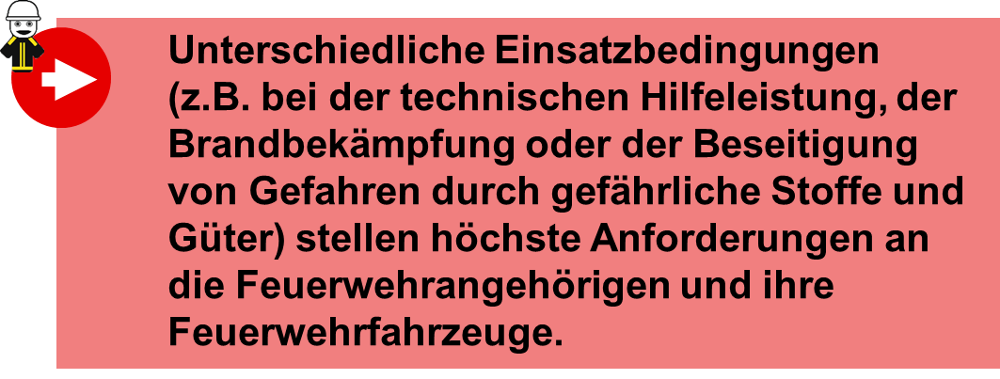 Unterschiedliche Einsatzbedingungen
(z.B. bei der technischen Hilfeleistung, der
Brandbekämpfung oder der Beseitigung
von Gefahren durch gefährliche Stoffe und
Güter) stellen höchste Anforderungen an
die Feuerwehrangehörigen und ihre
Feuerwehrfahrzeuge.